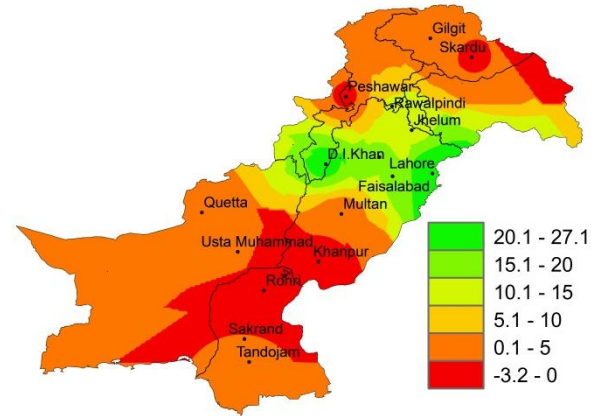 Gilgit
Skardu
Peshawar
Rawalpindi
Jhelum
D.I.Khan
Lahore
Faisalabad
Multan
Quetta
Usta Muhammad
Khanpur
Rohri
Sakrand
Tandojam
20.1 - 27.1
15.1 - 20
10.1 - 15
5.1 - 10
0.1 - 5
-3.2 - 0